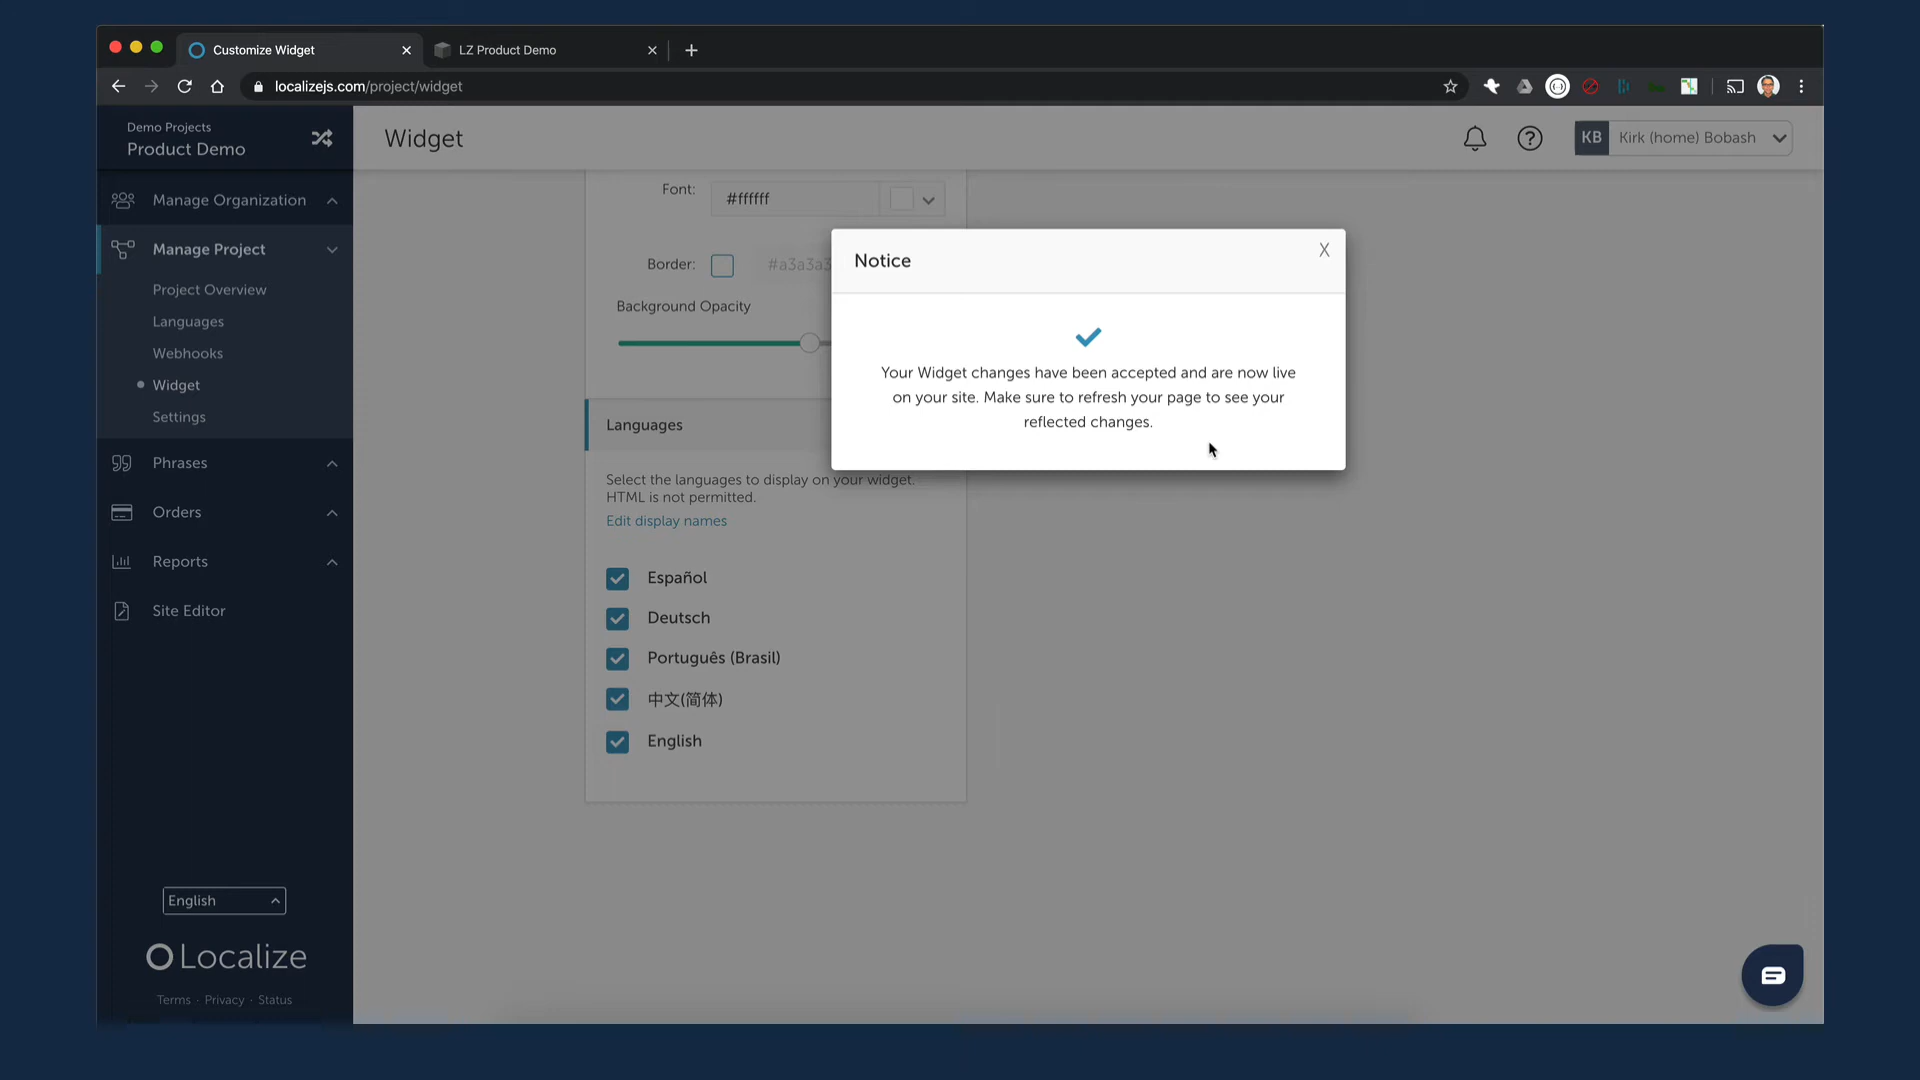 Customize Widget
LZ Product Demo
localizejs.com/project/widget
Demo Projects
Product Demo
Widget
KB
Kirk (home) Bobash
Manage Organization
Manage Project
Project Overview
Languages
Webhooks
Widget
Settings
Phrases
Orders
Reports
Site Editor
English
Localize
Terms · Privacy · Status
Font:
#ffffff
Border:
#a3a3a3
Background Opacity
Languages
Select the languages to display on your widget.
HTML is not permitted.
Edit display names
Español
Deutsch
Português (Brasil)
中文(简体)
English
Notice
X
Your Widget changes have been accepted and are now live
on your site. Make sure to refresh your page to see your
reflected changes.